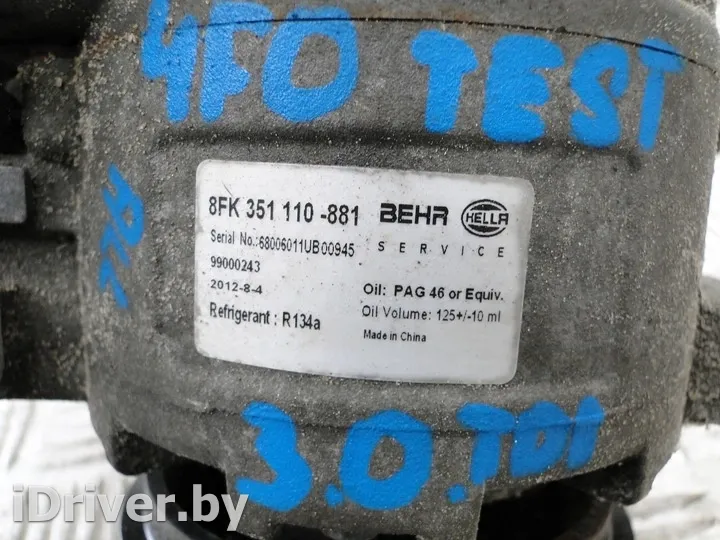 4F0 TEST
8FK 351 110 -881 BEHR HELLA
Serial No.:68006011UB00945 SERVICE
99000243
2012-8-4 Oil: PAG 46 or Equiv.
Refrigerant : R134a Oil Volume: 125+/-10 ml
Made in China
3.0.TDI
iDriver.by